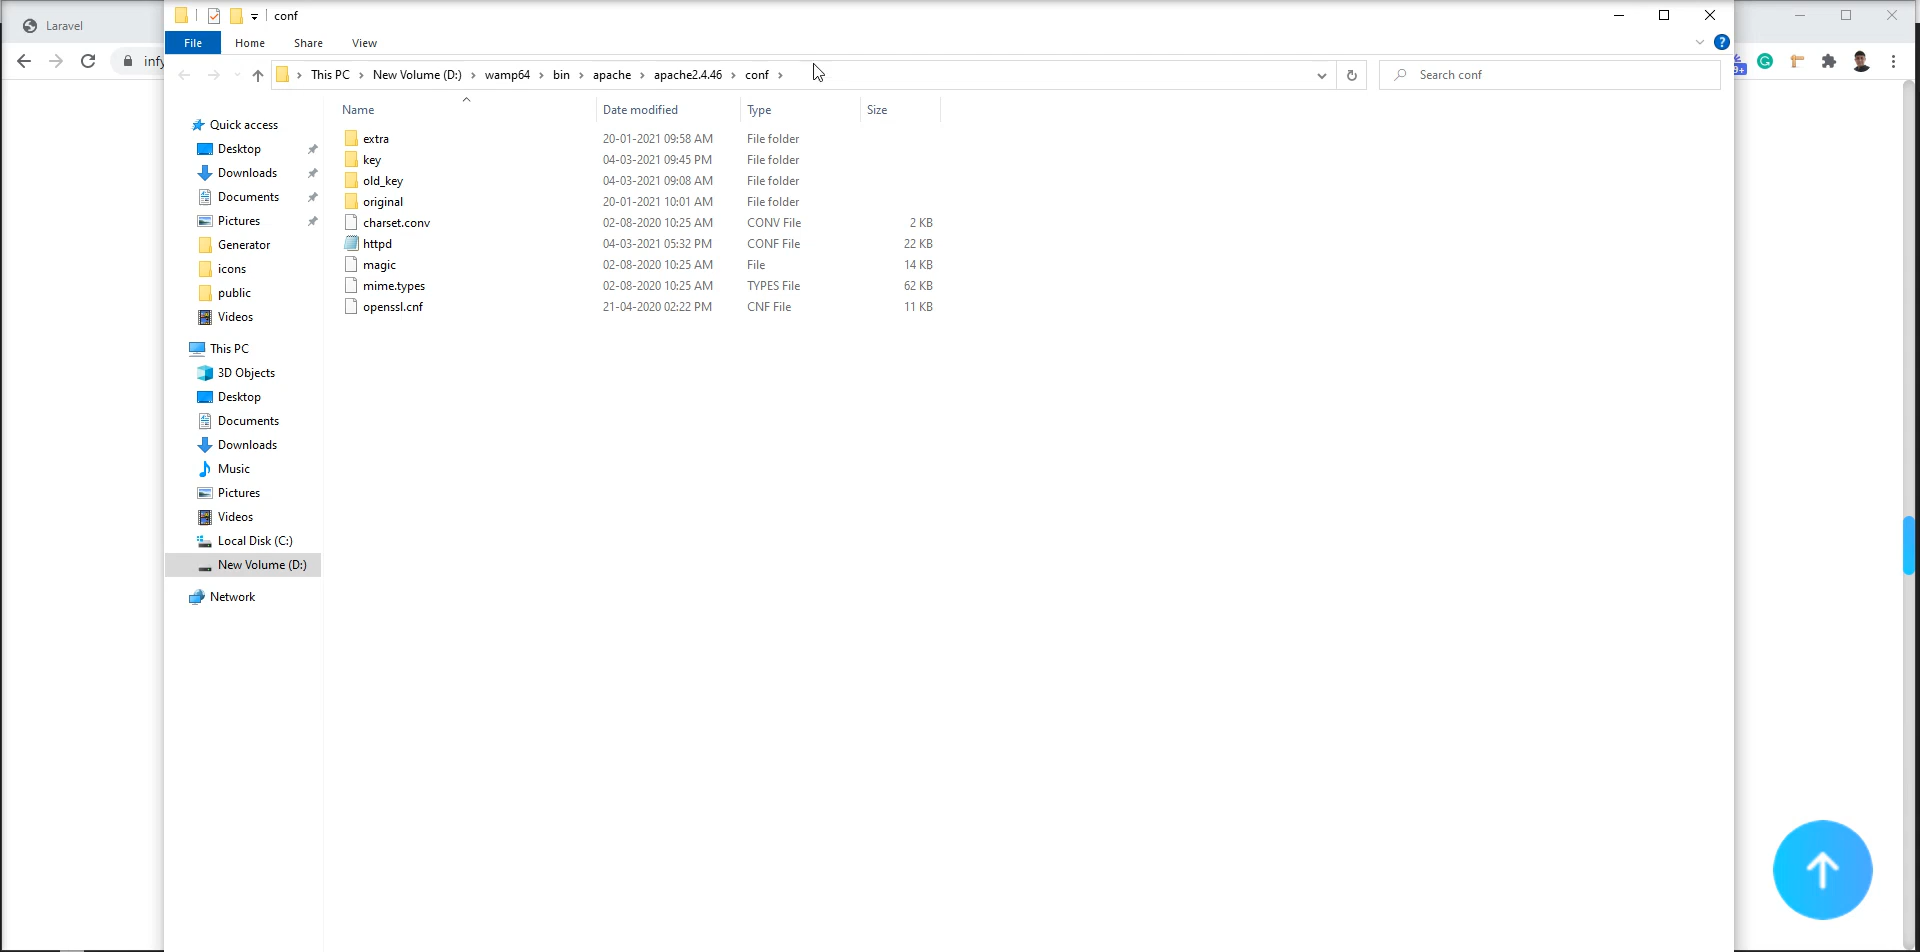 Laravel
infy
conf
File Home Share View
This PC New Volume (D:) wamp64 bin apache apache2.4.46 conf
Search conf
Name Date modified Type Size
extra 20-01-2021 09:58 AM File folder
key 04-03-2021 09:45 PM File folder
old_key 04-03-2021 09:08 AM File folder
original 20-01-2021 10:01 AM File folder
charset.conv 02-08-2020 10:25 AM CONV File 2 KB
httpd 04-03-2021 05:32 PM CONF File 22 KB
magic 02-08-2020 10:25 AM File 14 KB
mime.types 02-08-2020 10:25 AM TYPES File 62 KB
openssl.cnf 21-04-2020 02:22 PM CNF File 11 KB
Quick access
Desktop
Downloads
Documents
Pictures
Generator
icons
public
Videos
This PC
3D Objects
Desktop
Documents
Downloads
Music
Pictures
Videos
Local Disk (C:)
New Volume (D:)
Network